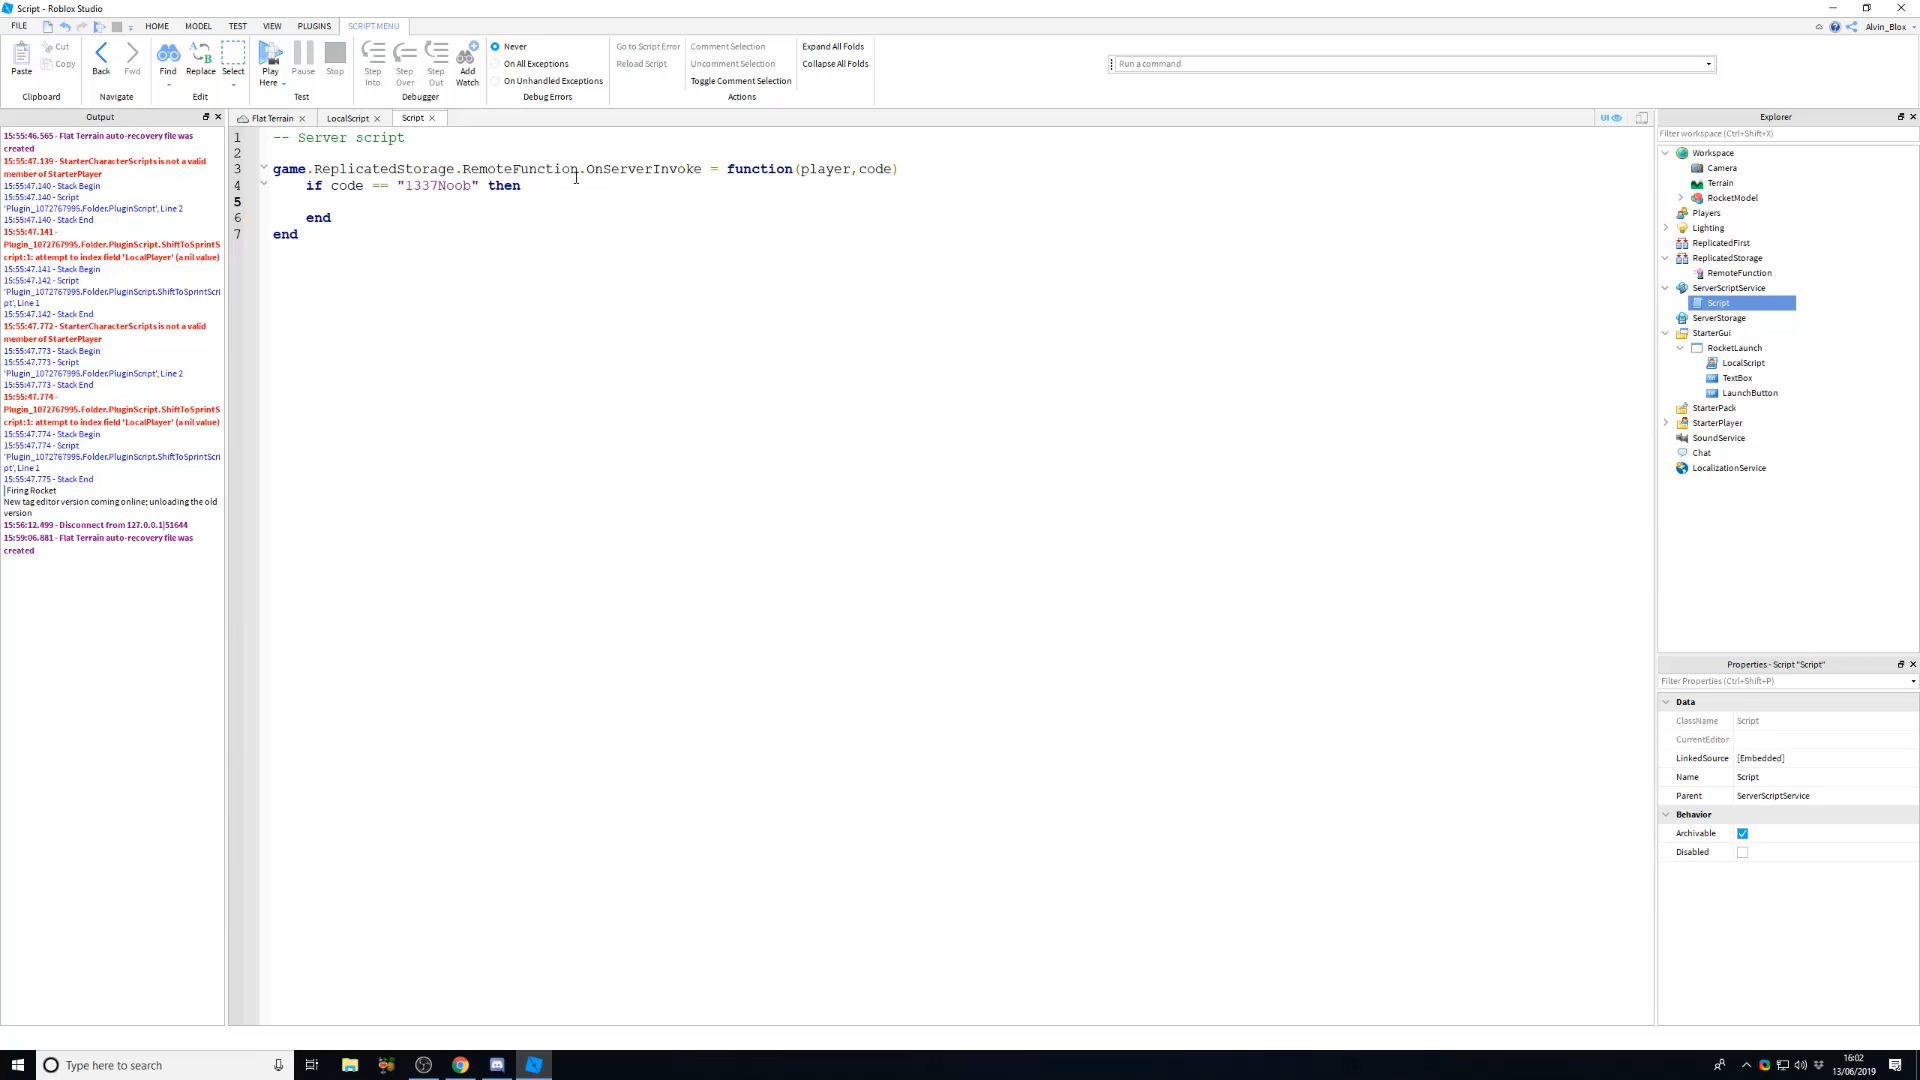 Script - Roblox Studio
FILE
HOME
MODEL
TEST
VIEW
PLUGINS
SCRIPT MENU
Alvin_Blox
Paste
Cut
Copy
Clipboard
Back
Fwd
Navigate
Find
Replace
Select
Edit
Play
Here
Pause
Stop
Test
Step
Into
Step
Over
Step
Out
Add
Watch
Debugger
Never
On All Exceptions
On Unhandled Exceptions
Debug Errors
Go to Script Error
Reload Script
Comment Selection
Uncomment Selection
Toggle Comment Selection
Actions
Expand All Folds
Collapse All Folds
Run a command
Output
15:55:46.565 - Flat Terrain auto-recovery file was
created
15:55:47.139 - StarterCharacterScripts is not a valid
member of StarterPlayer
15:55:47.140 - Stack Begin
15:55:47.140 - Script
'Plugin_1072767995.Folder.PluginScript', Line 2
15:55:47.140 - Stack End
15:55:47.141 -
Plugin_1072767995.Folder.PluginScript.ShiftToSprintS
cript:1: attempt to index field 'LocalPlayer' (a nil value)
15:55:47.141 - Stack Begin
15:55:47.142 - Script
'Plugin_1072767995.Folder.PluginScript.ShiftToSprintScri
pt', Line 1
15:55:47.142 - Stack End
15:55:47.772 - StarterCharacterScripts is not a valid
member of StarterPlayer
15:55:47.773 - Stack Begin
15:55:47.773 - Script
'Plugin_1072767995.Folder.PluginScript', Line 2
15:55:47.773 - Stack End
15:55:47.774 -
Plugin_1072767995.Folder.PluginScript.ShiftToSprintS
cript:1: attempt to index field 'LocalPlayer' (a nil value)
15:55:47.774 - Stack Begin
15:55:47.774 - Script
'Plugin_1072767995.Folder.PluginScript.ShiftToSprintScri
pt', Line 1
15:55:47.775 - Stack End
Firing Rocket
New tag editor version coming online; unloading the old
version
15:56:12.499 - Disconnect from 127.0.0.1|51644
15:59:06.881 - Flat Terrain auto-recovery file was
created
Flat Terrain
LocalScript
Script
UI
1 -- Server script
2
3 game.ReplicatedStorage.RemoteFunction.OnServerInvoke = function(player,code)
4 if code == "1337Noob" then
5
6 end
7 end
Explorer
Filter workspace (Ctrl+Shift+X)
Workspace
Camera
Terrain
RocketModel
Players
Lighting
ReplicatedFirst
ReplicatedStorage
RemoteFunction
ServerScriptService
Script
ServerStorage
StarterGui
RocketLaunch
LocalScript
TextBox
LaunchButton
StarterPack
StarterPlayer
SoundService
Chat
LocalizationService
Properties - Script "Script"
Filter Properties (Ctrl+Shift+P)
Data
ClassName Script
CurrentEditor
LinkedSource [Embedded]
Name Script
Parent ServerScriptService
Behavior
Archivable
Disabled
Type here to search
16:02
13/06/2019